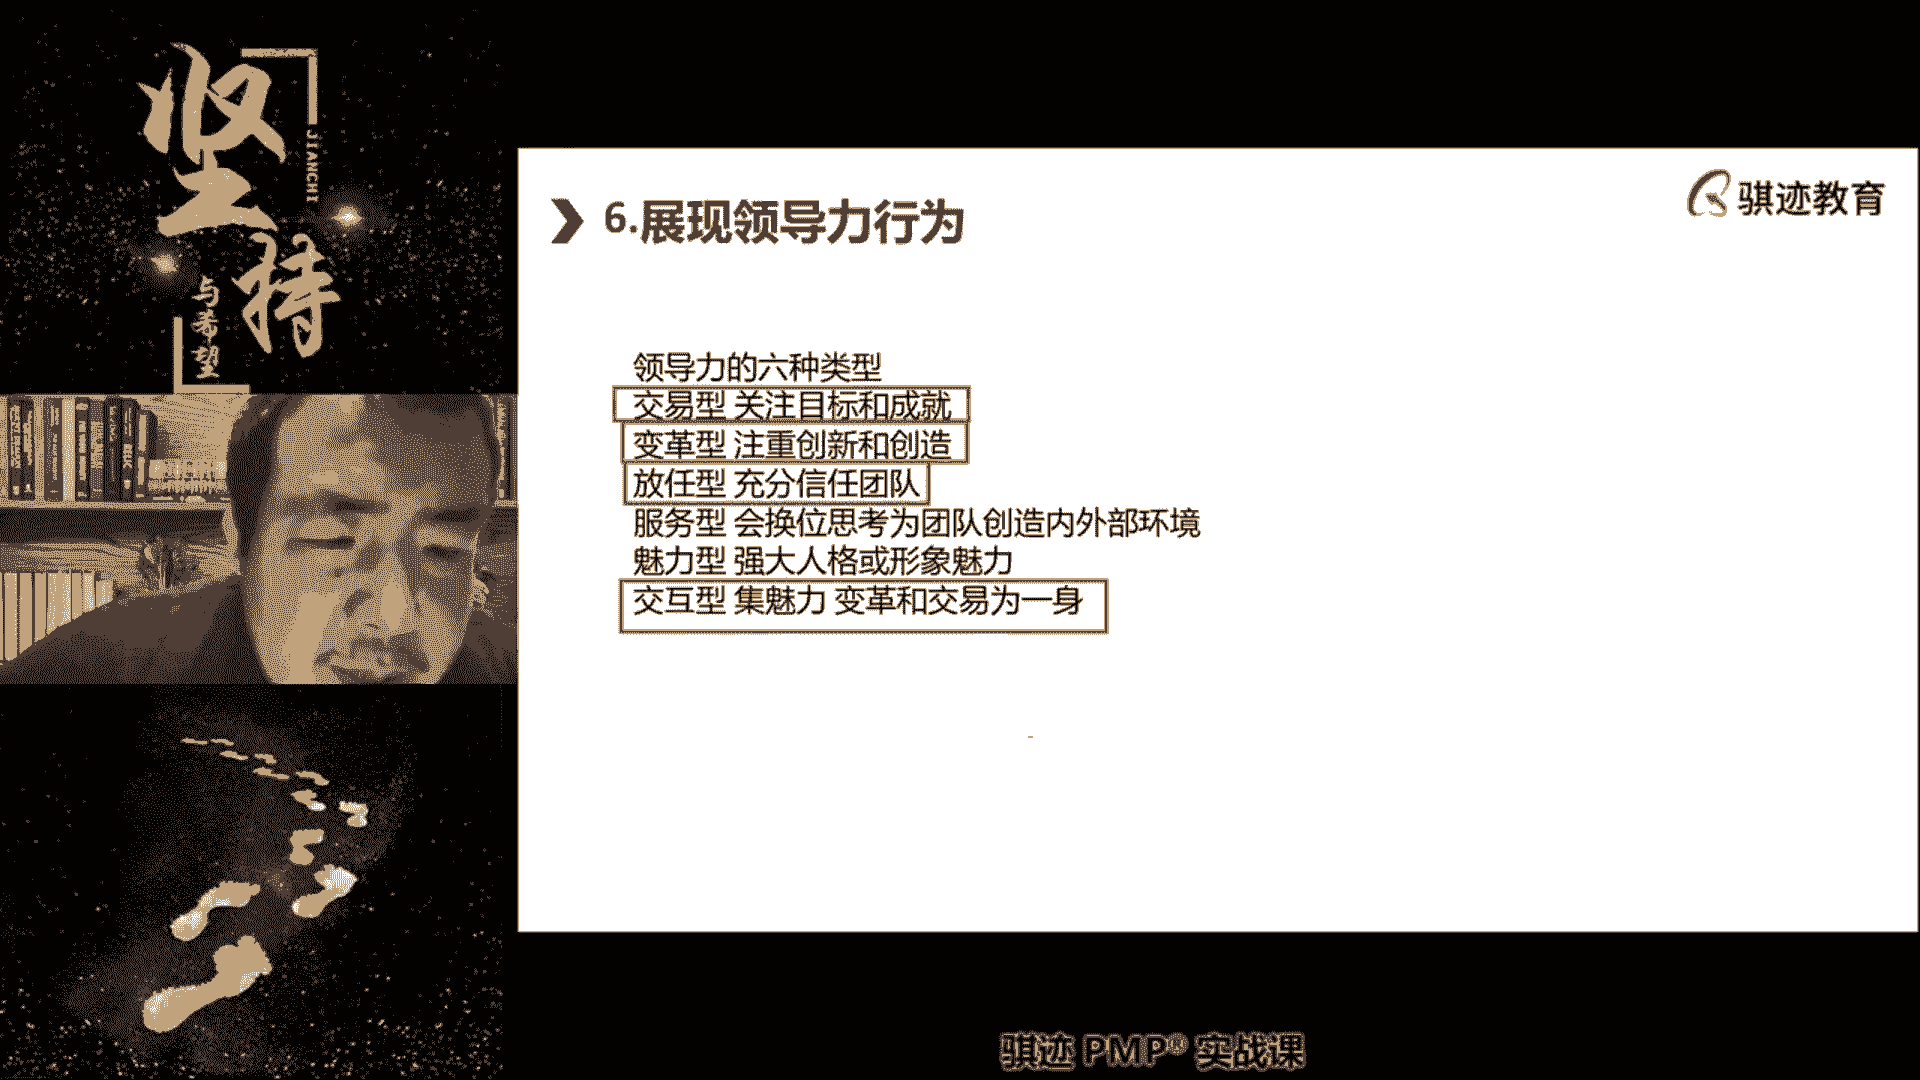 坚持
JIANCHI
与希望
骐迹教育
6.展现领导力行为
领导力的六种类型
交易型 关注目标和成就
变革型 注重创新和创造
放任型 充分信任团队
服务型 会换位思考为团队创造内外部环境
魅力型 强大人格或形象魅力
交互型 集魅力 变革和交易为一身
骐迹 PMP® 实战课